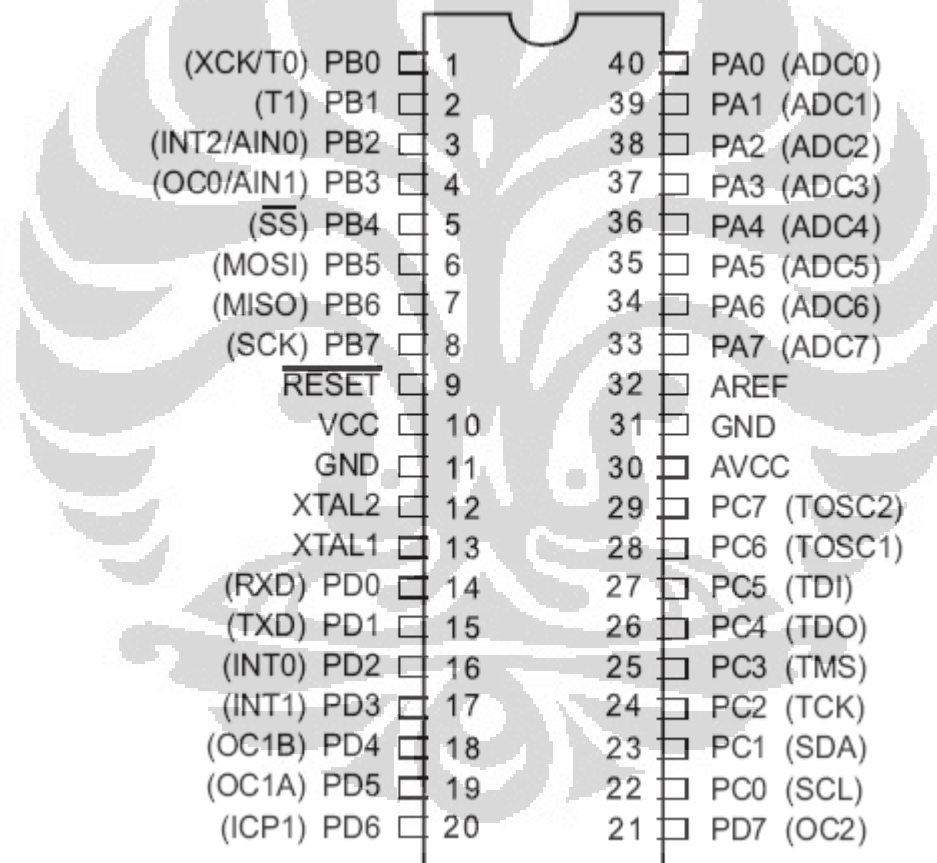 (XCK/T0) PB0 1 40 PA0 (ADC0)
(T1) PB1 2 39 PA1 (ADC1)
(INT2/AIN0) PB2 3 38 PA2 (ADC2)
(OC0/AIN1) PB3 4 37 PA3 (ADC3)
(S̅S̅) PB4 5 36 PA4 (ADC4)
(MOSI) PB5 6 35 PA5 (ADC5)
(MISO) PB6 7 34 PA6 (ADC6)
(SCK) PB7 8 33 PA7 (ADC7)
R̅E̅S̅E̅T̅ 9 32 AREF
VCC 10 31 GND
GND 11 30 AVCC
XTAL2 12 29 PC7 (TOSC2)
XTAL1 13 28 PC6 (TOSC1)
(RXD) PD0 14 27 PC5 (TDI)
(TXD) PD1 15 26 PC4 (TDO)
(INT0) PD2 16 25 PC3 (TMS)
(INT1) PD3 17 24 PC2 (TCK)
(OC1B) PD4 18 23 PC1 (SDA)
(OC1A) PD5 19 22 PC0 (SCL)
(ICP1) PD6 20 21 PD7 (OC2)